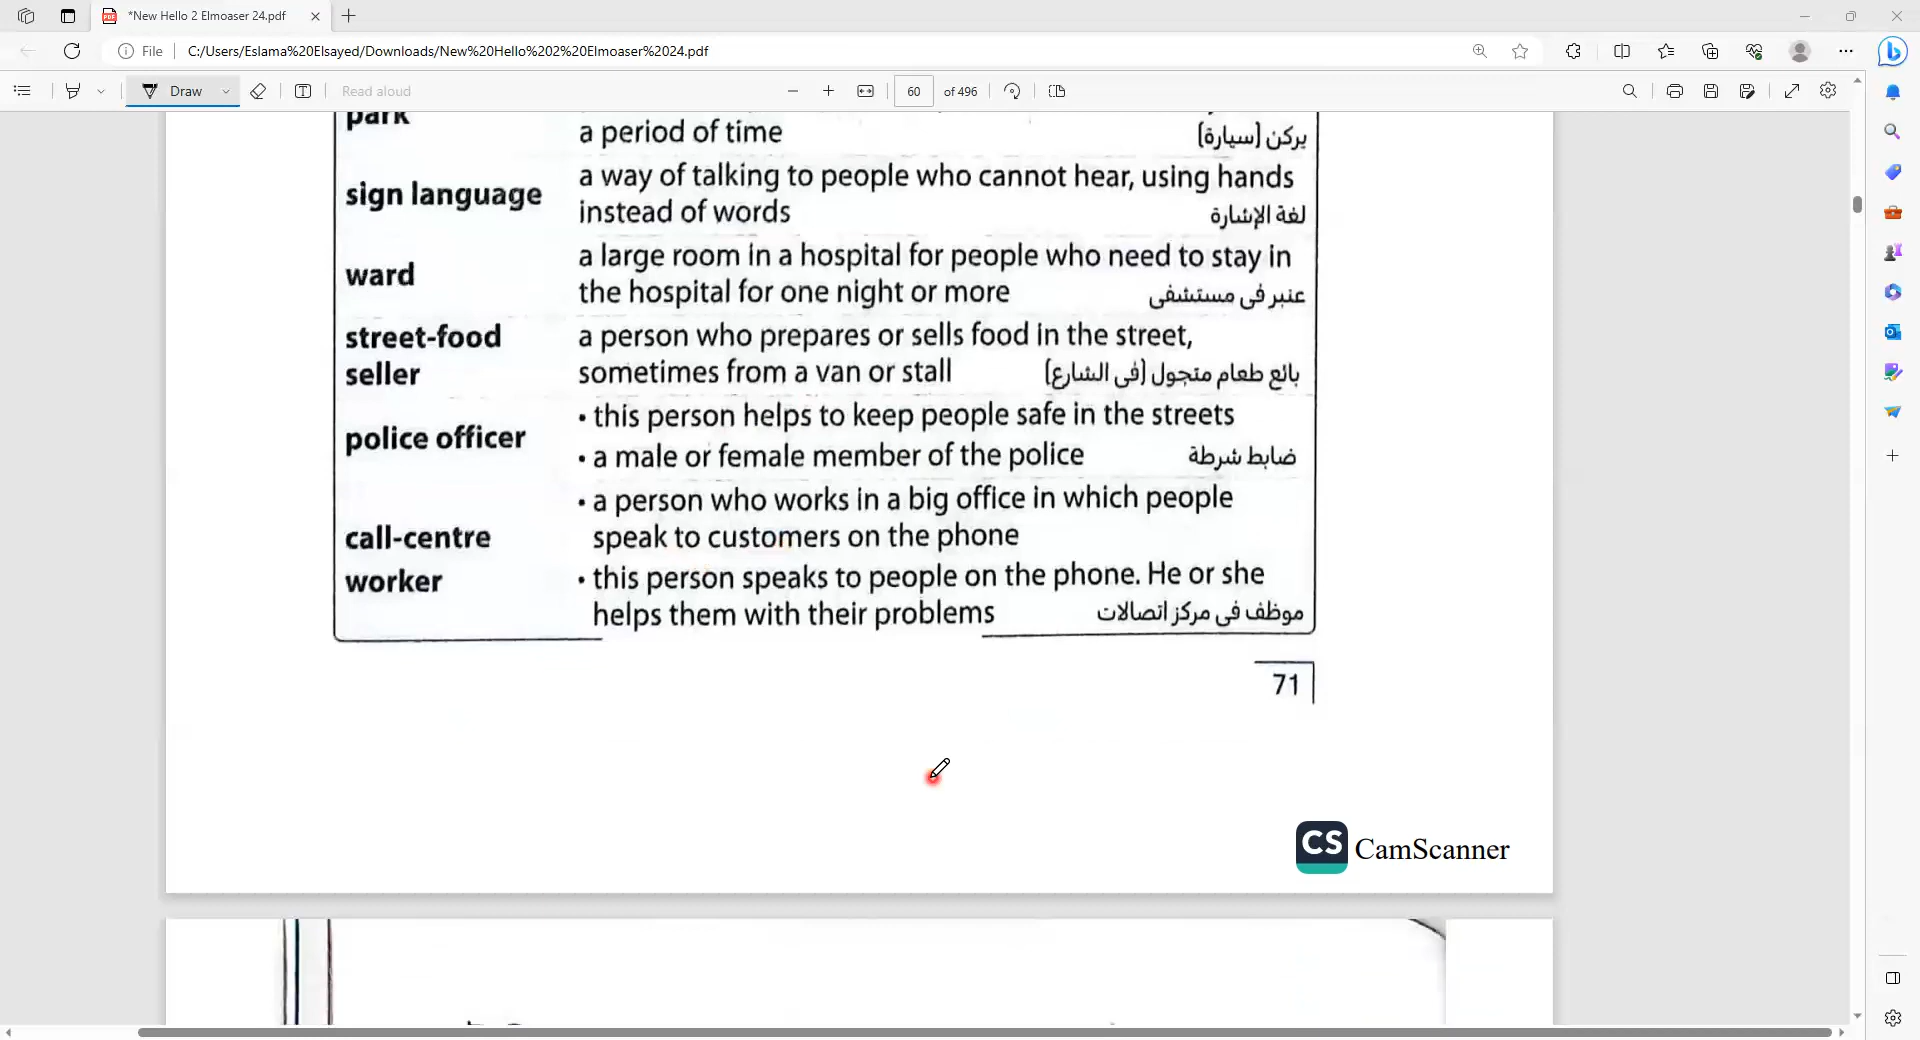 *New Hello 2 Elmoaser 24.pdf
File
C:/Users/Eslama%20Elsayed/Downloads/New%20Hello%202%20Elmoaser%2024.pdf
Draw
Read aloud
60
of 496
park
a period of time
يركن (سيارة)
sign language
a way of talking to people who cannot hear, using hands
instead of words
لغة الإشارة
ward
a large room in a hospital for people who need to stay in
the hospital for one night or more
عنبر فى مستشفى
street-food
seller
a person who prepares or sells food in the street,
sometimes from a van or stall
بائع طعام متجول (فى الشارع)
police officer
• this person helps to keep people safe in the streets
• a male or female member of the police
ضابط شرطة
call-centre
worker
• a person who works in a big office in which people
speak to customers on the phone
• this person speaks to people on the phone. He or she
helps them with their problems
موظف فى مركز اتصالات
71
CS CamScanner